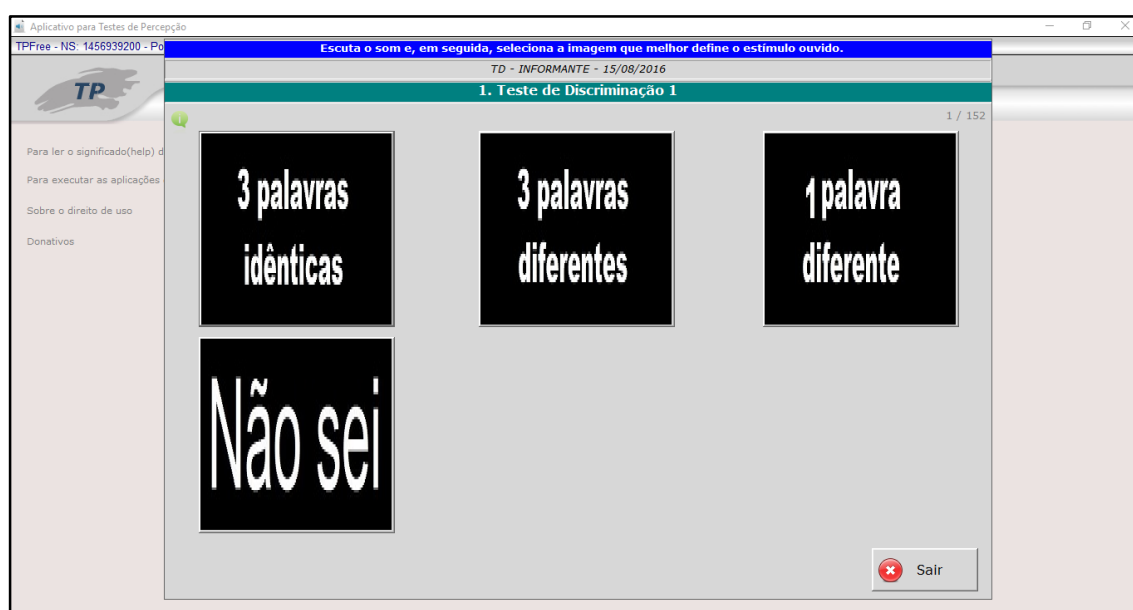 Aplicativo para Testes de Percepção
TPFree - NS: 1456939200 - Po
Escuta o som e, em seguida, seleciona a imagem que melhor define o estímulo ouvido.
TD - INFORMANTE - 15/08/2016
TP
1. Teste de Discriminação 1
1 / 152
Para ler o significado(help) d
Para executar as aplicações
Sobre o direito de uso
Donativos
3 palavras
idênticas
3 palavras
diferentes
1 palavra
diferente
Não sei
Sair